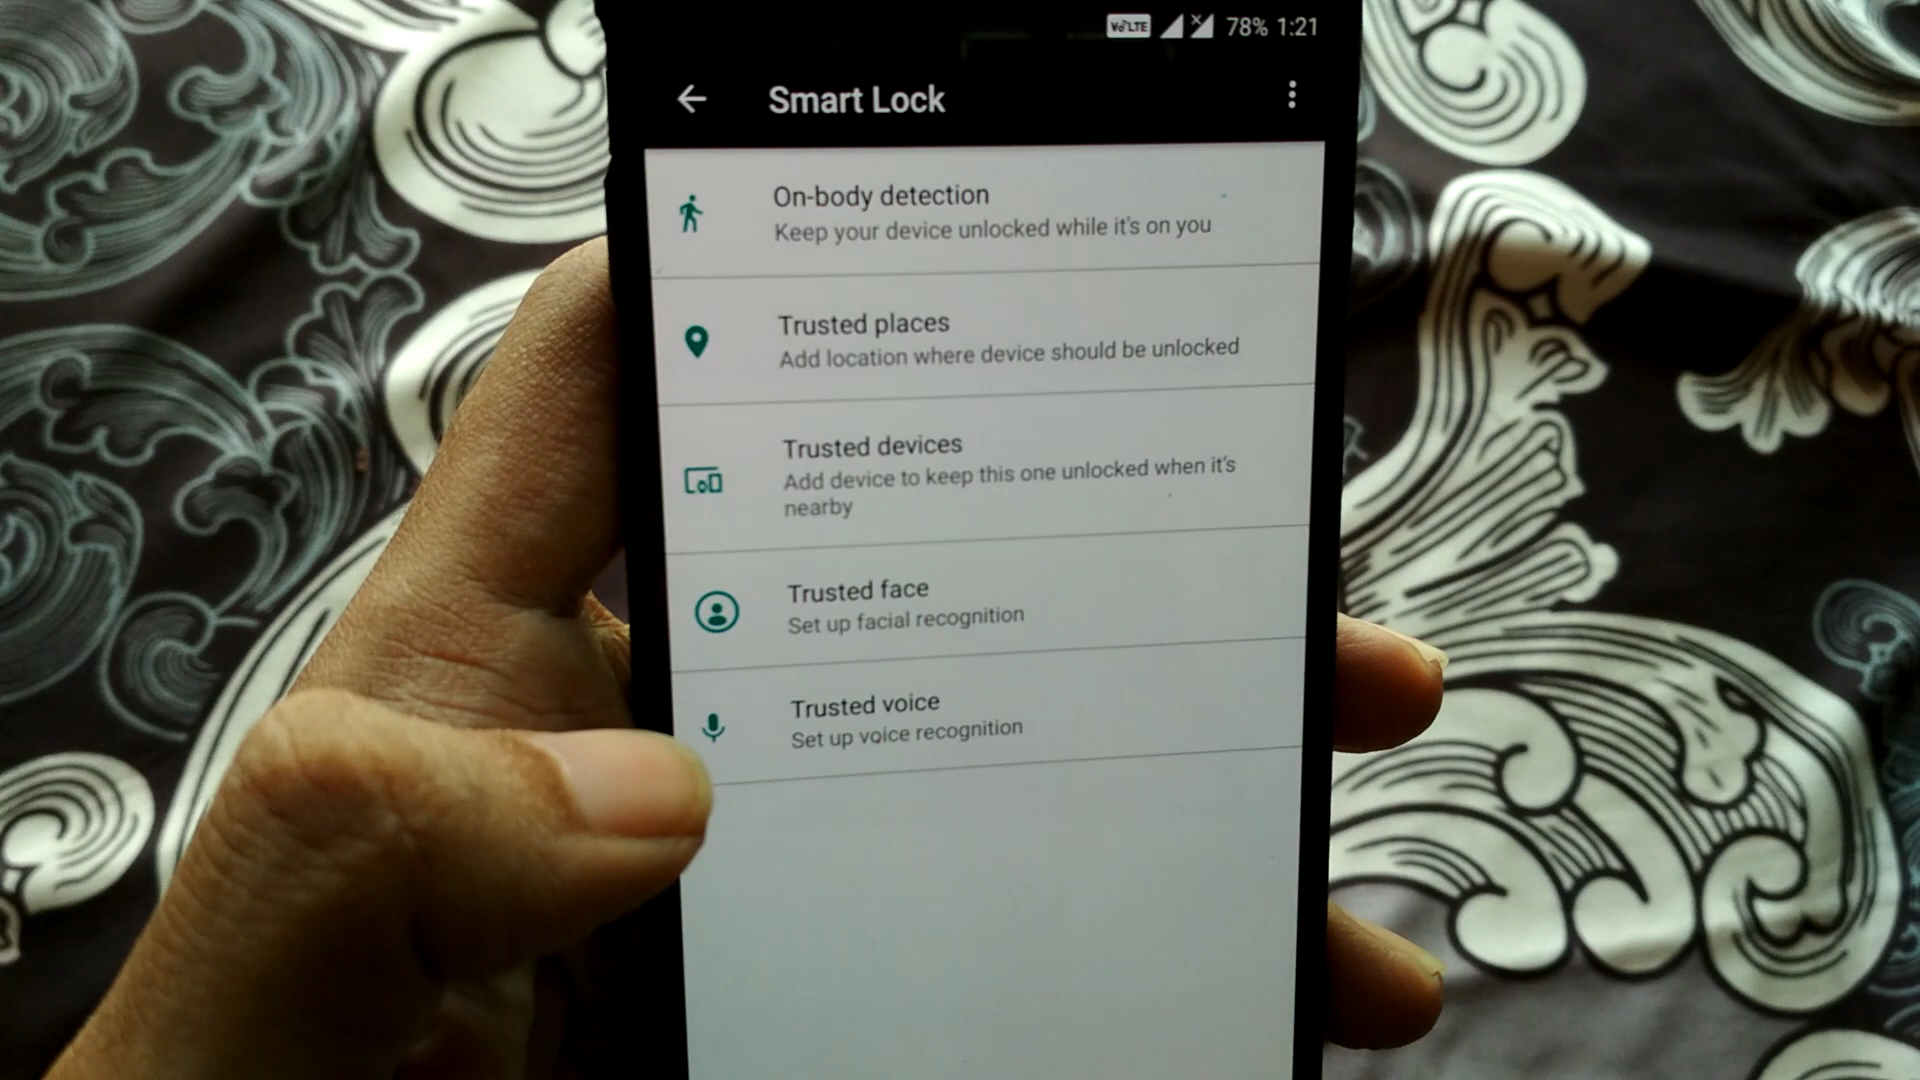 VoLTE 78% 1:21
Smart Lock
On-body detection
Keep your device unlocked while it's on you
Trusted places
Add location where device should be unlocked
Trusted devices
Add device to keep this one unlocked when it's
nearby
Trusted face
Set up facial recognition
Trusted voice
Set up voice recognition